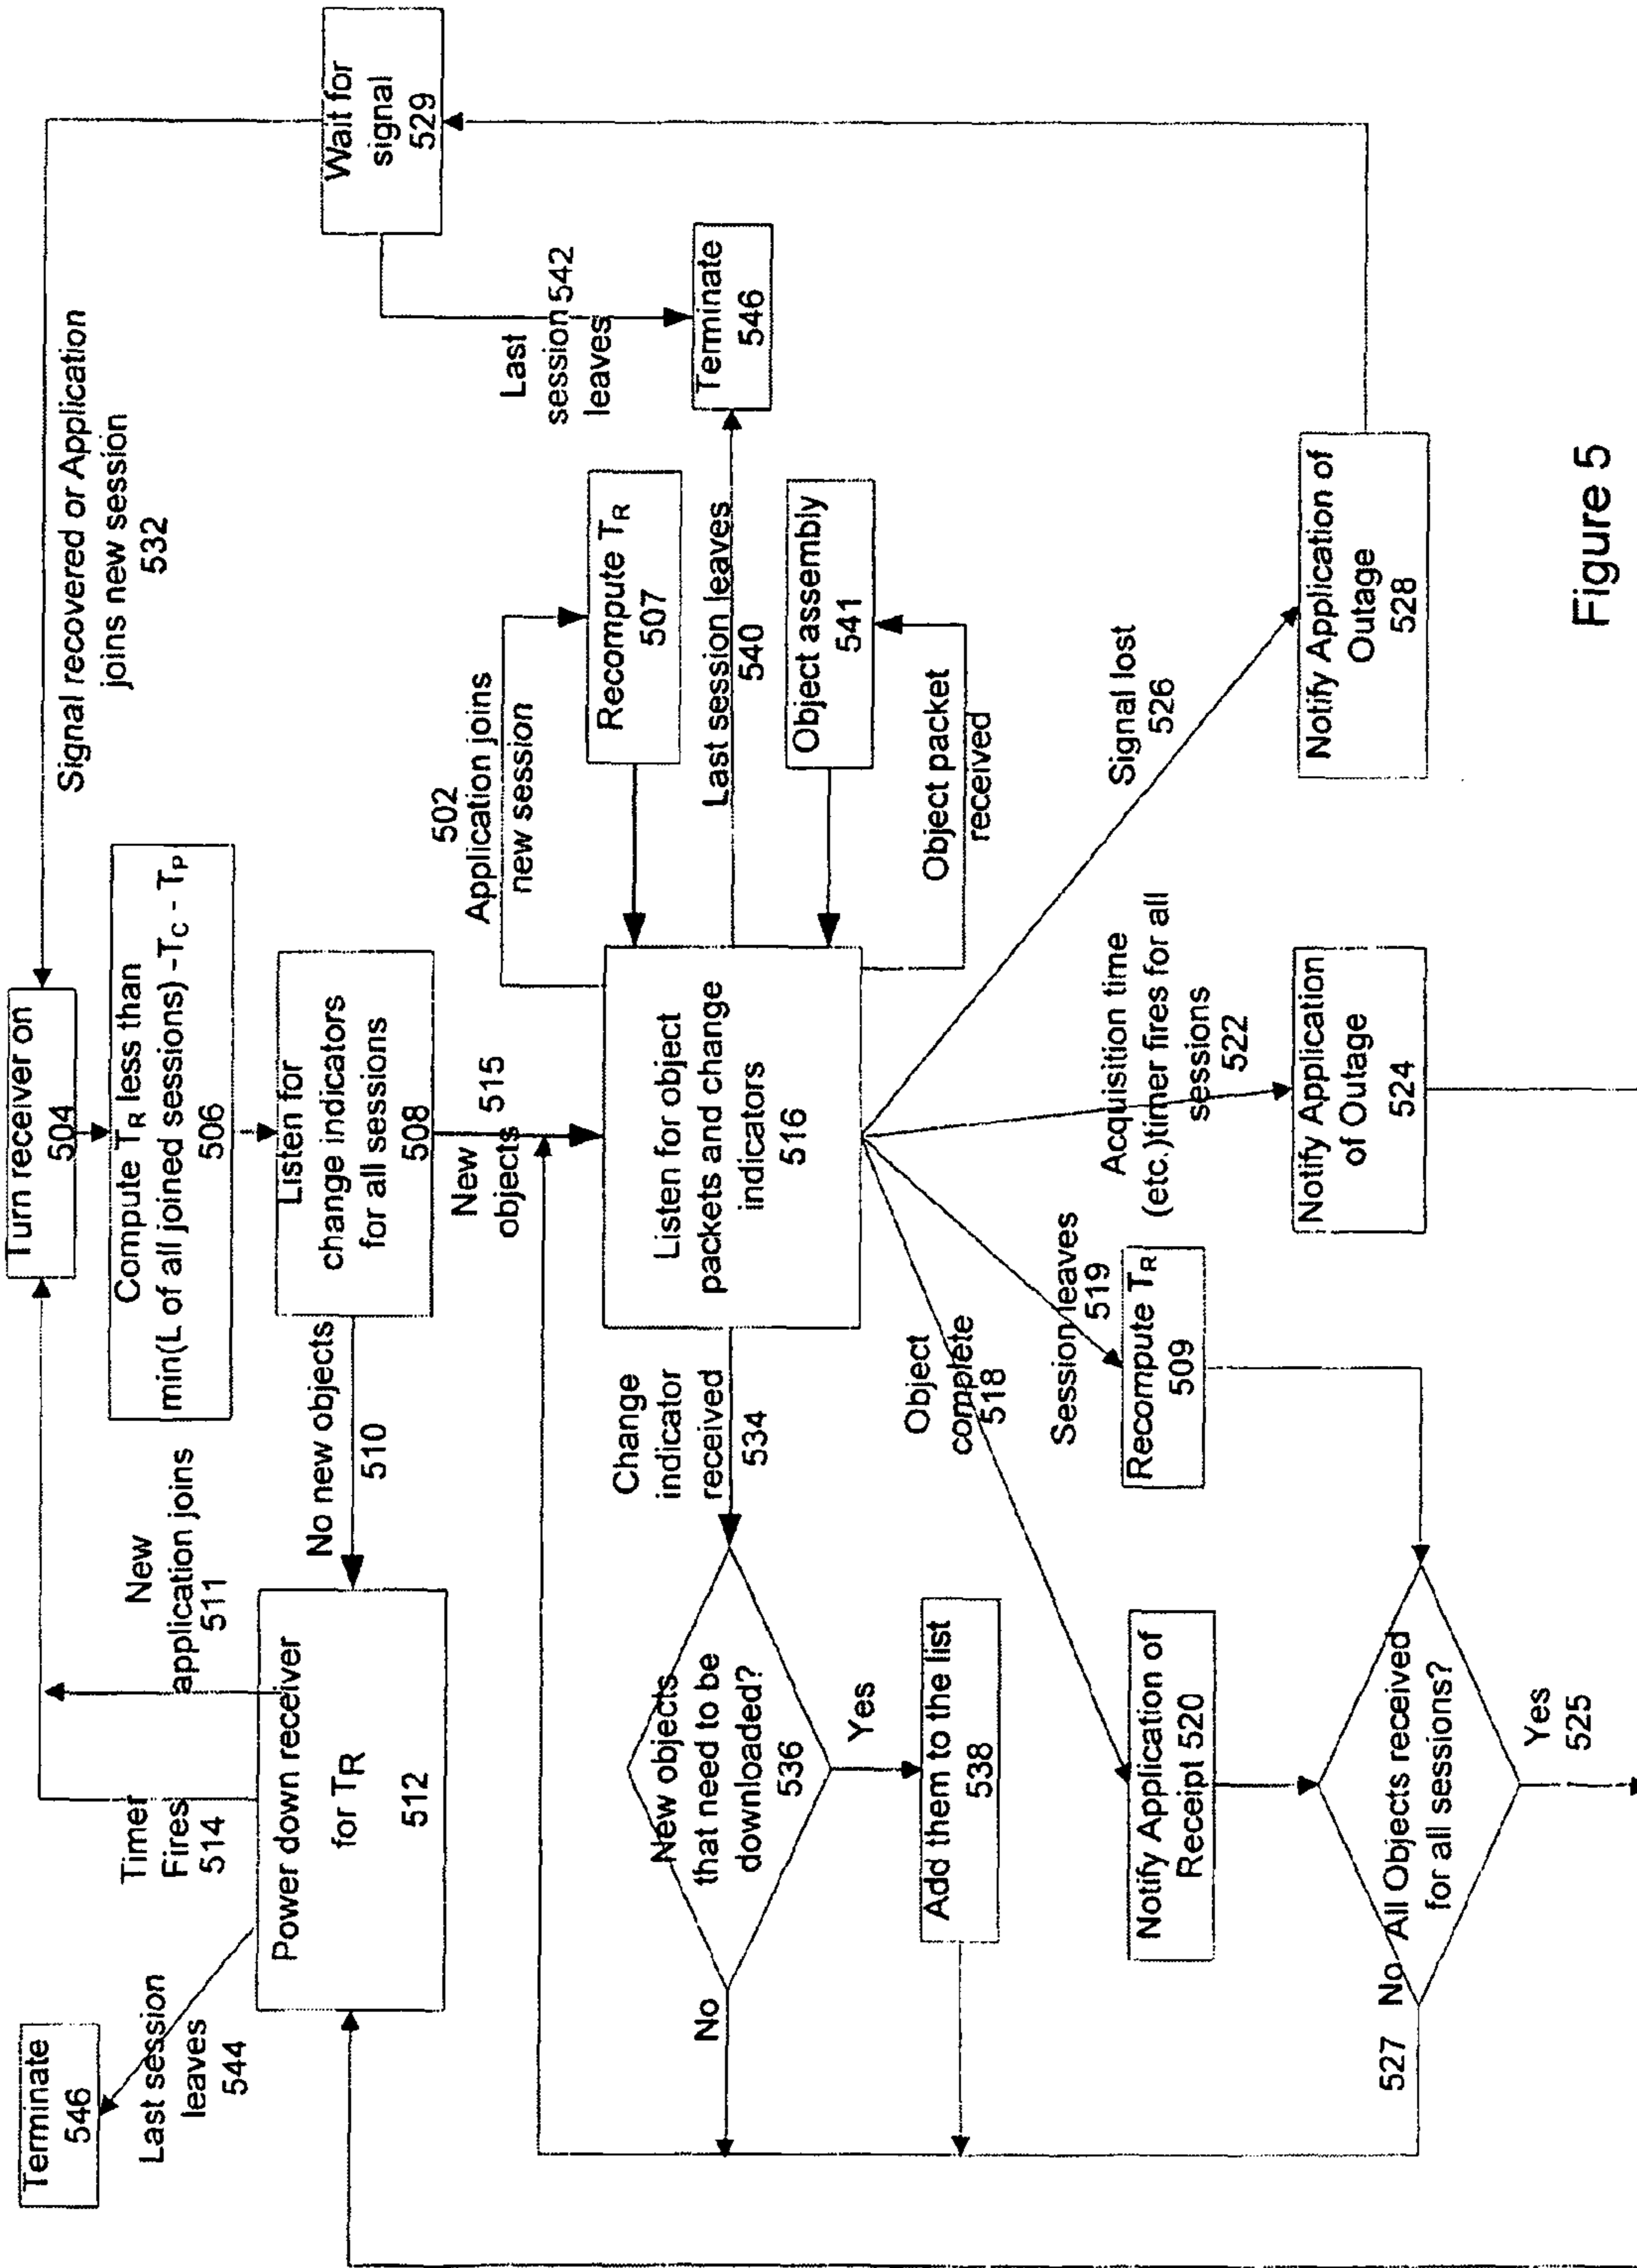 Turn receiver on
504
Signal recovered or Application
joins new session
532
Wait for
signal
529
Compute TR less than
min(L of all joined sessions) -TC - TP
506
Listen for
change indicators
for all sessions
508
New
application joins
511
Timer
Fires
514
Terminate
546
Last session
leaves
544
Power down receiver
for TR
512
No new objects
510
New
objects
515
502
Application joins
new session
Recompute TR
507
Last
session 542
leaves
Terminate
546
Last session leaves
540
Listen for object
packets and change
indicators
516
Object assembly
541
Object packet
received
Change
indicator
received
534
New objects
that need to be
downloaded?
536
No
Yes
Add them to the list
538
Object
complete
518
Session leaves
519
Recompute TR
509
Acquisition time
(etc.)timer fires for all
sessions
522
Signal lost
526
Notify Application of
Receipt 520
Notify Application
of Outage
524
Notify Application of
Outage
528
All Objects received
for all sessions?
527
No
Yes
525
Figure 5